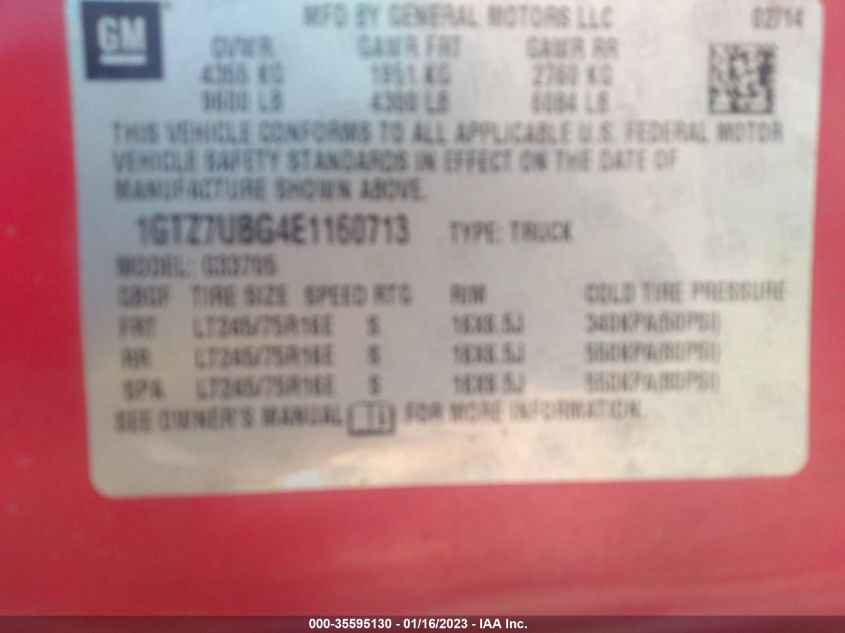 GM
MFD BY GENERAL MOTORS LLC 02/14
GVWR GAWR FRT GAWR RR
4355 KG 1951 KG 2760 KG
9600 LB 4300 LB 6084 LB
THIS VEHICLE CONFORMS TO ALL APPLICABLE U.S. FEDERAL MOTOR
VEHICLE SAFETY STANDARDS IN EFFECT ON THE DATE OF
MANUFACTURE SHOWN ABOVE.
1GTZ7UBG4E1160713 TYPE: TRUCK
MODEL: G33705
TIRE SIZE SPEED RTG RIM COLD TIRE PRESSURE
FRT LT245/75R16E S 16X6.5J 340KPA(50PSI)
RR LT245/75R16E S 16X6.5J 550KPA(80PSI)
SPA LT245/75R16E S 16X6.5J 550KPA(80PSI)
SEE OWNER'S MANUAL FOR MORE INFORMATION.
000-35595130 - 01/16/2023 - IAA Inc.